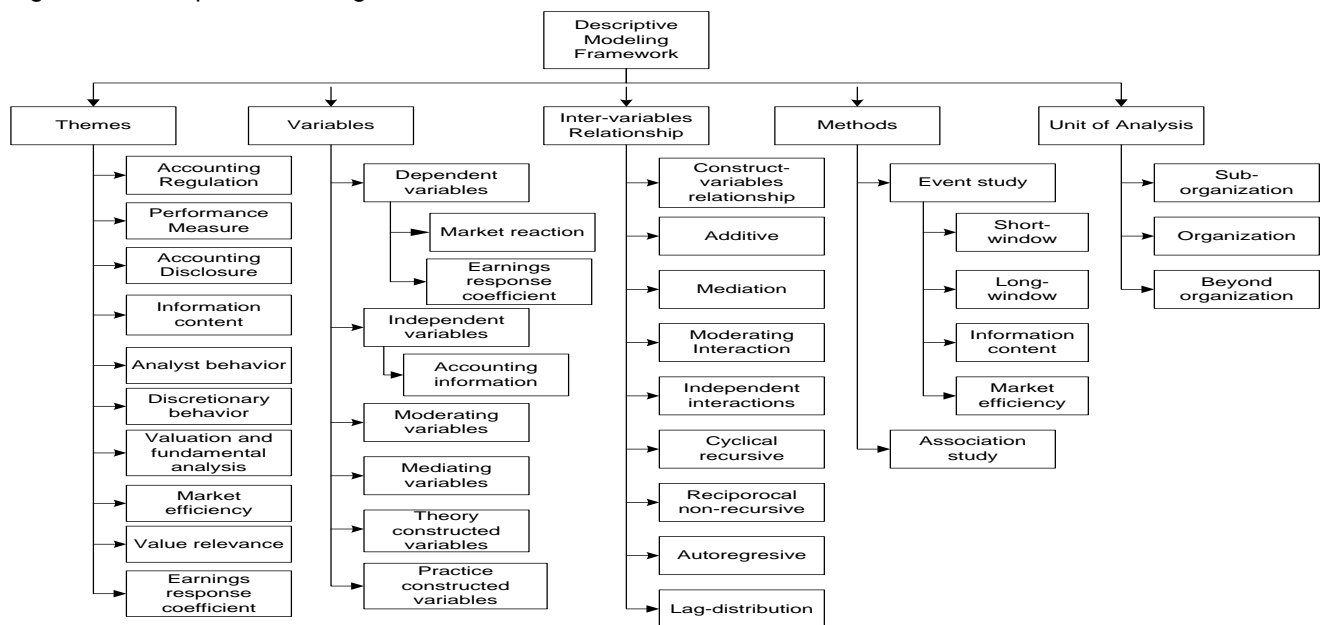 Descriptive
Modeling
Framework
Themes
Variables
Inter-variables
Relationship
Methods
Unit of Analysis
Accounting
Regulation
Performance
Measure
Accounting
Disclosure
Information
content
Analyst behavior
Discretionary
behavior
Valuation and
fundamental
analysis
Market
efficiency
Value relevance
Earnings
response
coefficient
Dependent
variables
Market reaction
Earnings
response
coefficient
Independent
variables
Accounting
information
Moderating
variables
Mediating
variables
Theory
constructed
variables
Practice
constructed
variables
Construct-
variables
relationship
Additive
Mediation
Moderating
Interaction
Independent
interactions
Cyclical
recursive
Reciporocal
non-recursive
Autoregresive
Lag-distribution
Event study
Short-
window
Long-
window
Information
content
Market
efficiency
Association
study
Sub-
organization
Organization
Beyond
organization